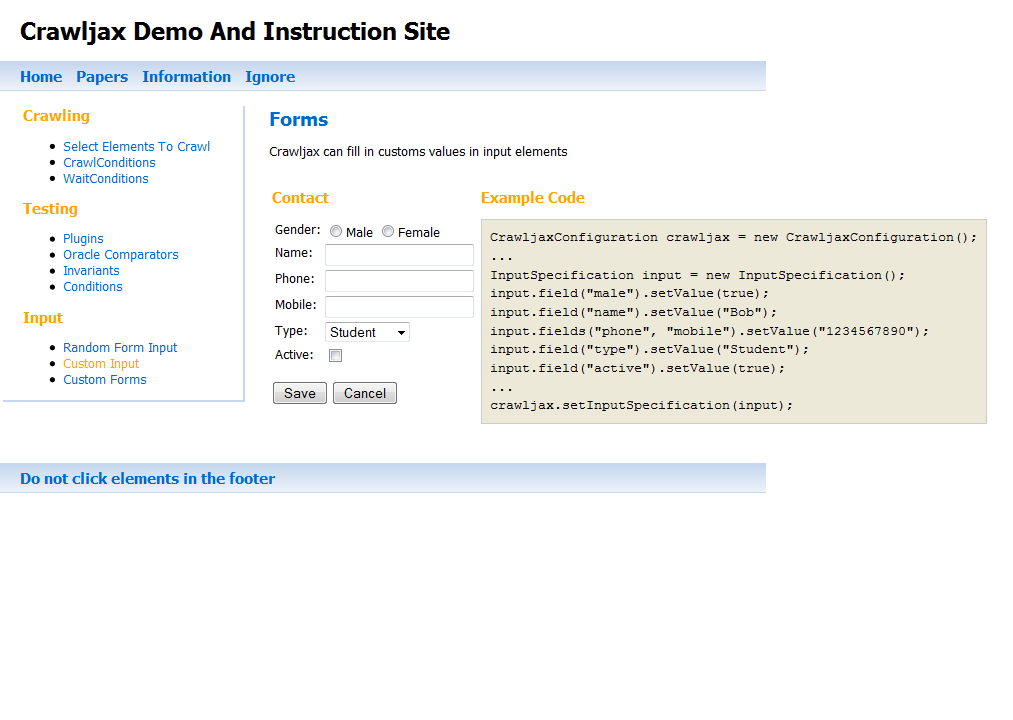 Crawljax Demo And Instruction Site
Home Papers Information Ignore
Crawling
Select Elements To Crawl
CrawlConditions
WaitConditions
Testing
Plugins
Oracle Comparators
Invariants
Conditions
Input
Random Form Input
Custom Input
Custom Forms
Forms
Crawljax can fill in customs values in input elements
Contact
Gender: Male Female
Name:
Phone:
Mobile:
Type: Student
Active:
Save Cancel
Example Code
CrawljaxConfiguration crawljax = new CrawljaxConfiguration();
...
InputSpecification input = new InputSpecification();
input.field("male").setValue(true);
input.field("name").setValue("Bob");
input.fields("phone", "mobile").setValue("1234567890");
input.field("type").setValue("Student");
input.field("active").setValue(true);
...
crawljax.setInputSpecification(input);
Do not click elements in the footer